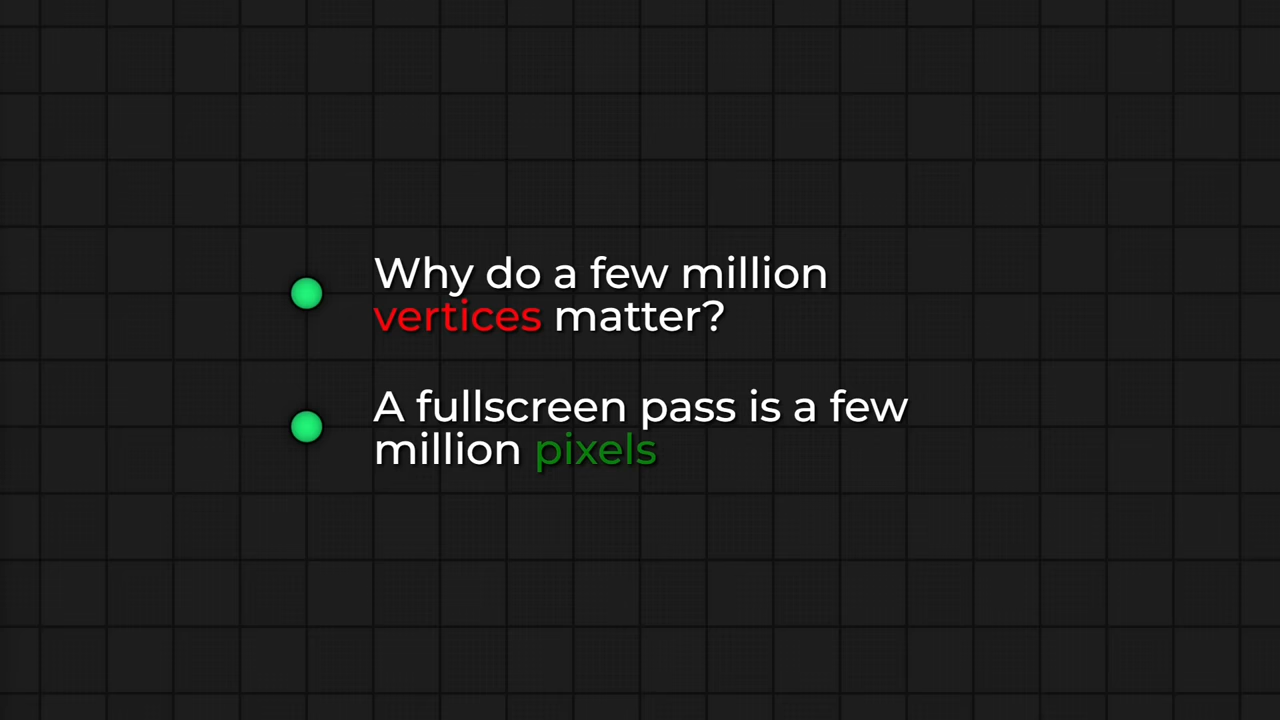 Why do a few million
vertices matter?
A fullscreen pass is a few
million pixels